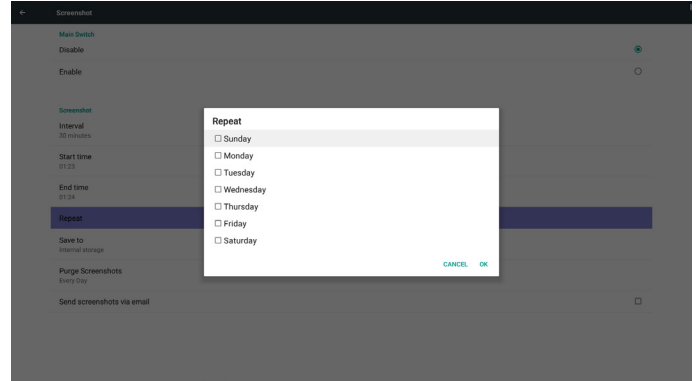 Screenshot
Main Switch
Disable
Enable
Screenshot
Interval
30 minutes
Start time
01:23
End time
01:24
Repeat
Save to
Internal storage
Purge Screenshots
Every Day
Send screenshots via email
Repeat
Sunday
Monday
Tuesday
Wednesday
Thursday
Friday
Saturday
CANCEL OK